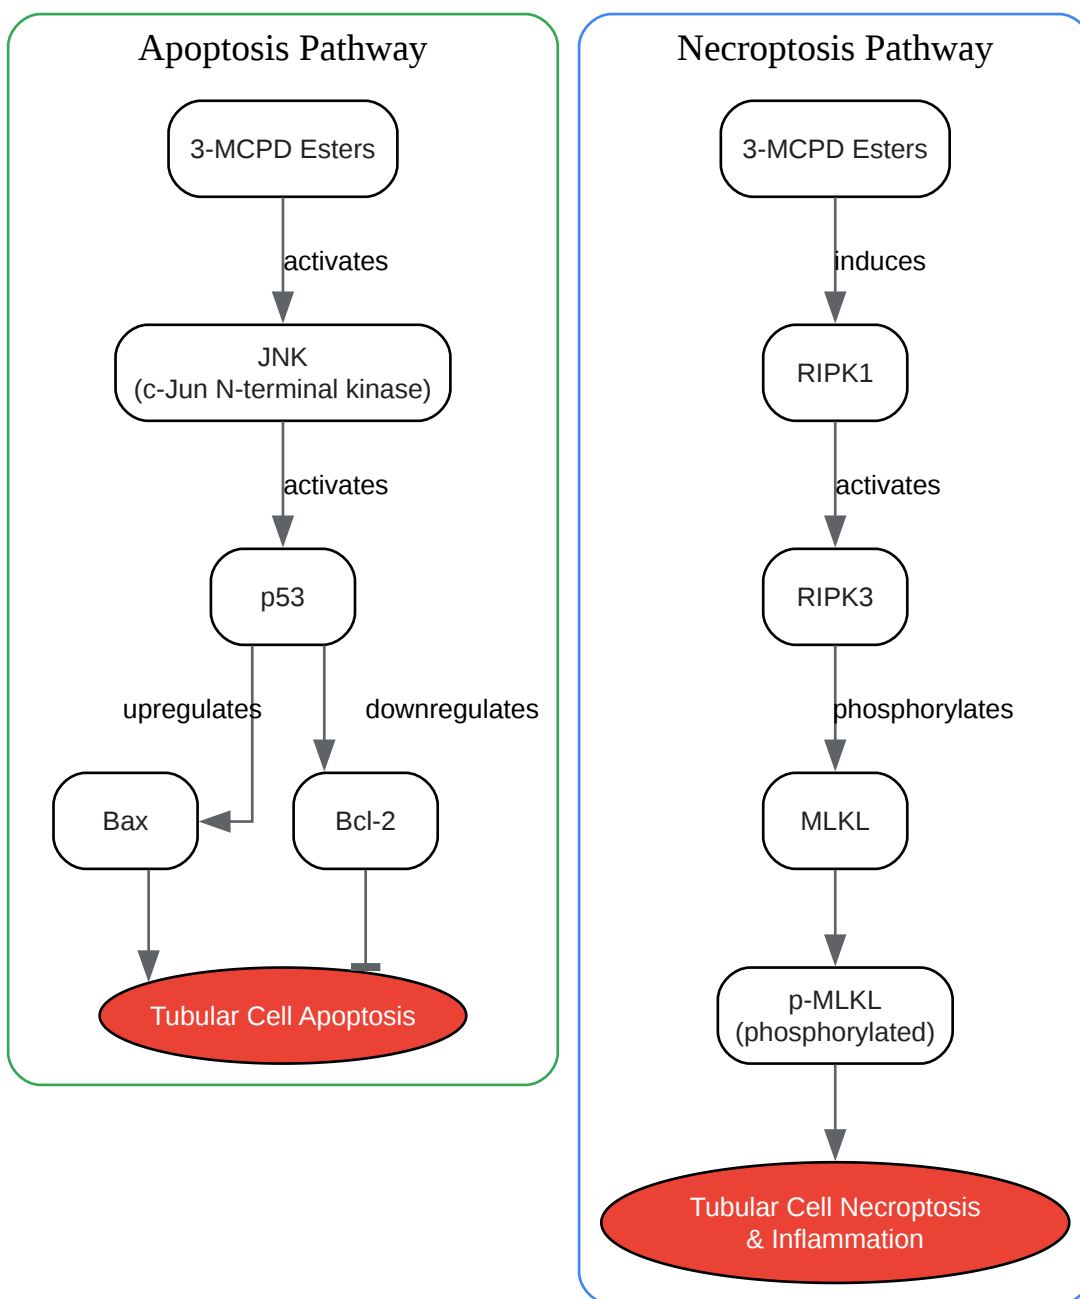 Apoptosis Pathway
3-MCPD Esters
activates
JNK
(c-Jun N-terminal kinase)
activates
p53
upregulates
downregulates
Bax
Bcl-2
Tubular Cell Apoptosis
Necroptosis Pathway
3-MCPD Esters
induces
RIPK1
activates
RIPK3
phosphorylates
MLKL
p-MLKL
(phosphorylated)
Tubular Cell Necroptosis
& Inflammation